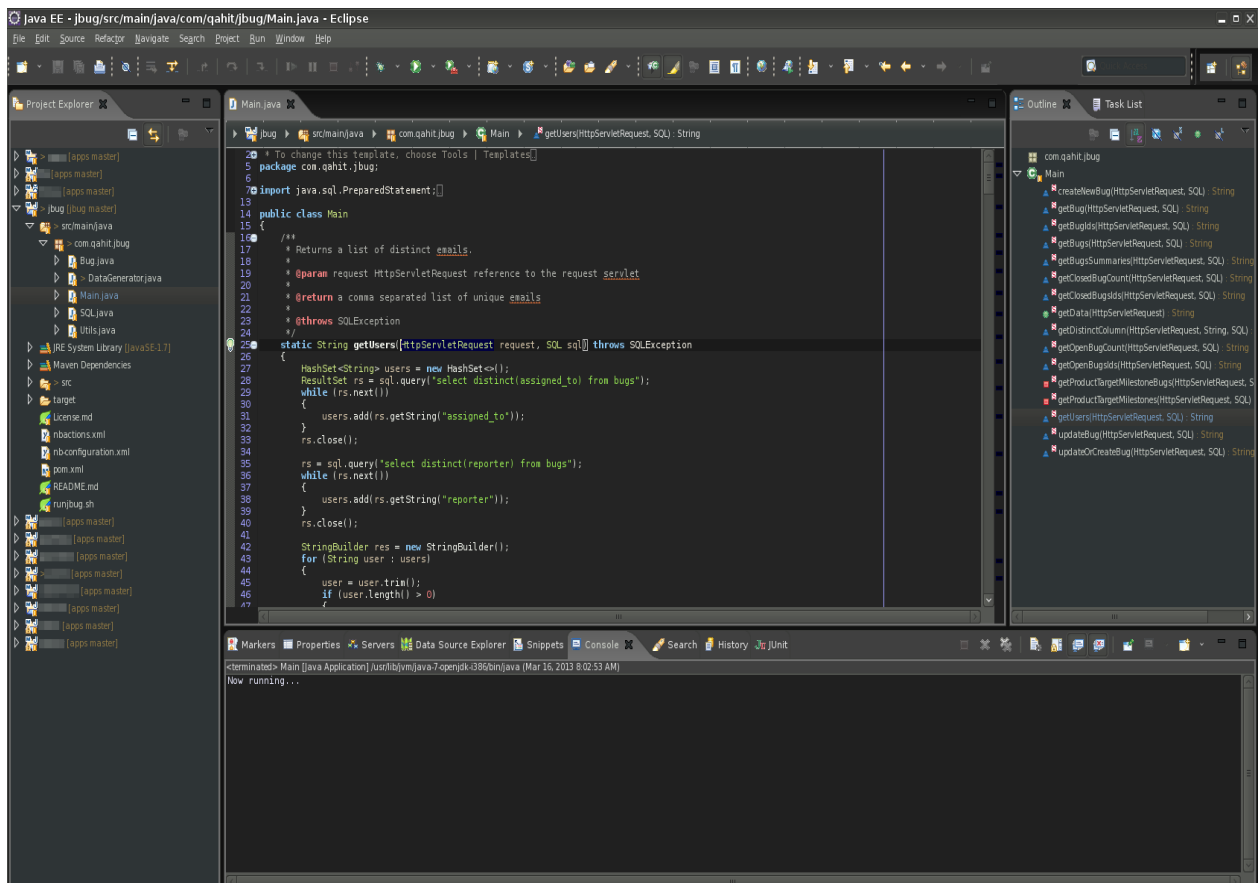 Java EE - jbug/src/main/java/com/qahit/jbug/Main.java - Eclipse
File Edit Source Refactor Navigate Search Project Run Window Help
Project Explorer
> [apps master]
[apps master]
[apps master]
> jbug [jbug master]
> src/main/java
> com.qahit.jbug
Bug.java
> DataGenerator.java
Main.java
SQL.java
Utils.java
JRE System Library [JavaSE-1.7]
Maven Dependencies
> src
target
License.md
nbactions.xml
nb-configuration.xml
pom.xml
README.md
runjbug.sh
[apps master]
[apps master]
[apps master]
> [apps master]
[apps master]
[apps master]
[apps master]
[apps master]
Main.java
jbug src/main/java com.qahit.jbug Main getUsers(HttpServletRequest, SQL) : String
2 * To change this template, choose Tools | Templates
5 package com.qahit.jbug;
6
7 import java.sql.PreparedStatement;
13
14 public class Main
15 {
16 /**
17 * Returns a list of distinct emails.
18 *
19 * @param request HttpServletRequest reference to the request servlet
20 *
21 * @return a comma separated list of unique emails
22 *
23 * @throws SQLException
24 */
25 static String getUsers(HttpServletRequest request, SQL sql) throws SQLException
26 {
27 HashSet<String> users = new HashSet<>();
28 ResultSet rs = sql.query("select distinct(assigned_to) from bugs");
29 while (rs.next())
30 {
31 users.add(rs.getString("assigned_to"));
32 }
33 rs.close();
34
35 rs = sql.query("select distinct(reporter) from bugs");
36 while (rs.next())
37 {
38 users.add(rs.getString("reporter"));
39 }
40 rs.close();
41
42 StringBuilder res = new StringBuilder();
43 for (String user : users)
44 {
45 user = user.trim();
46 if (user.length() > 0)
47 {
Outline Task List
com.qahit.jbug
Main
createNewBug(HttpServletRequest, SQL) : String
getBug(HttpServletRequest, SQL) : String
getBugIds(HttpServletRequest, SQL) : String
getBugs(HttpServletRequest, SQL) : String
getBugsSummaries(HttpServletRequest, SQL) : String
getClosedBugCount(HttpServletRequest, SQL) : String
getClosedBugsIds(HttpServletRequest, SQL) : String
getData(HttpServletRequest) : String
getDistinctColumn(HttpServletRequest, String, SQL) :
getOpenBugCount(HttpServletRequest, SQL) : String
getOpenBugsIds(HttpServletRequest, SQL) : String
getProductTargetMilestoneBugs(HttpServletRequest, S
getProductTargetMilestones(HttpServletRequest, SQL)
getUsers(HttpServletRequest, SQL) : String
updateBug(HttpServletRequest, SQL) : String
updateOrCreateBug(HttpServletRequest, SQL) : String
Markers Properties Servers Data Source Explorer Snippets Console Search History JUnit
<terminated> Main [Java Application] /usr/lib/jvm/java-7-openjdk-i386/bin/java (Mar 16, 2013 8:02:53 AM)
Now running...